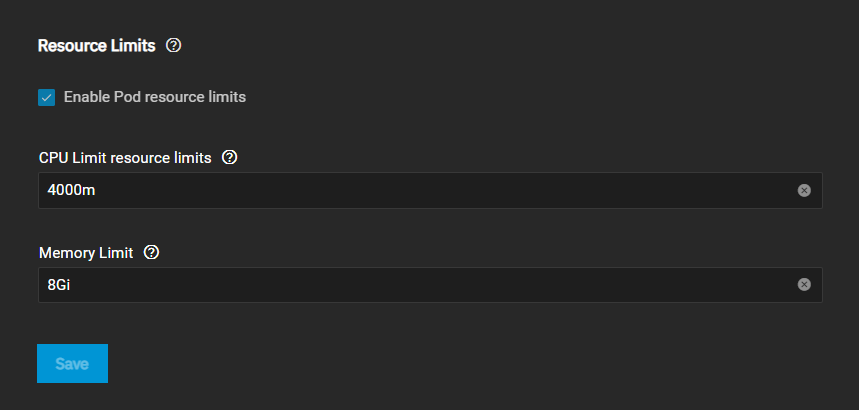 Resource Limits
Enable Pod resource limits
CPU Limit resource limits
4000m
Memory Limit
8Gi
Save